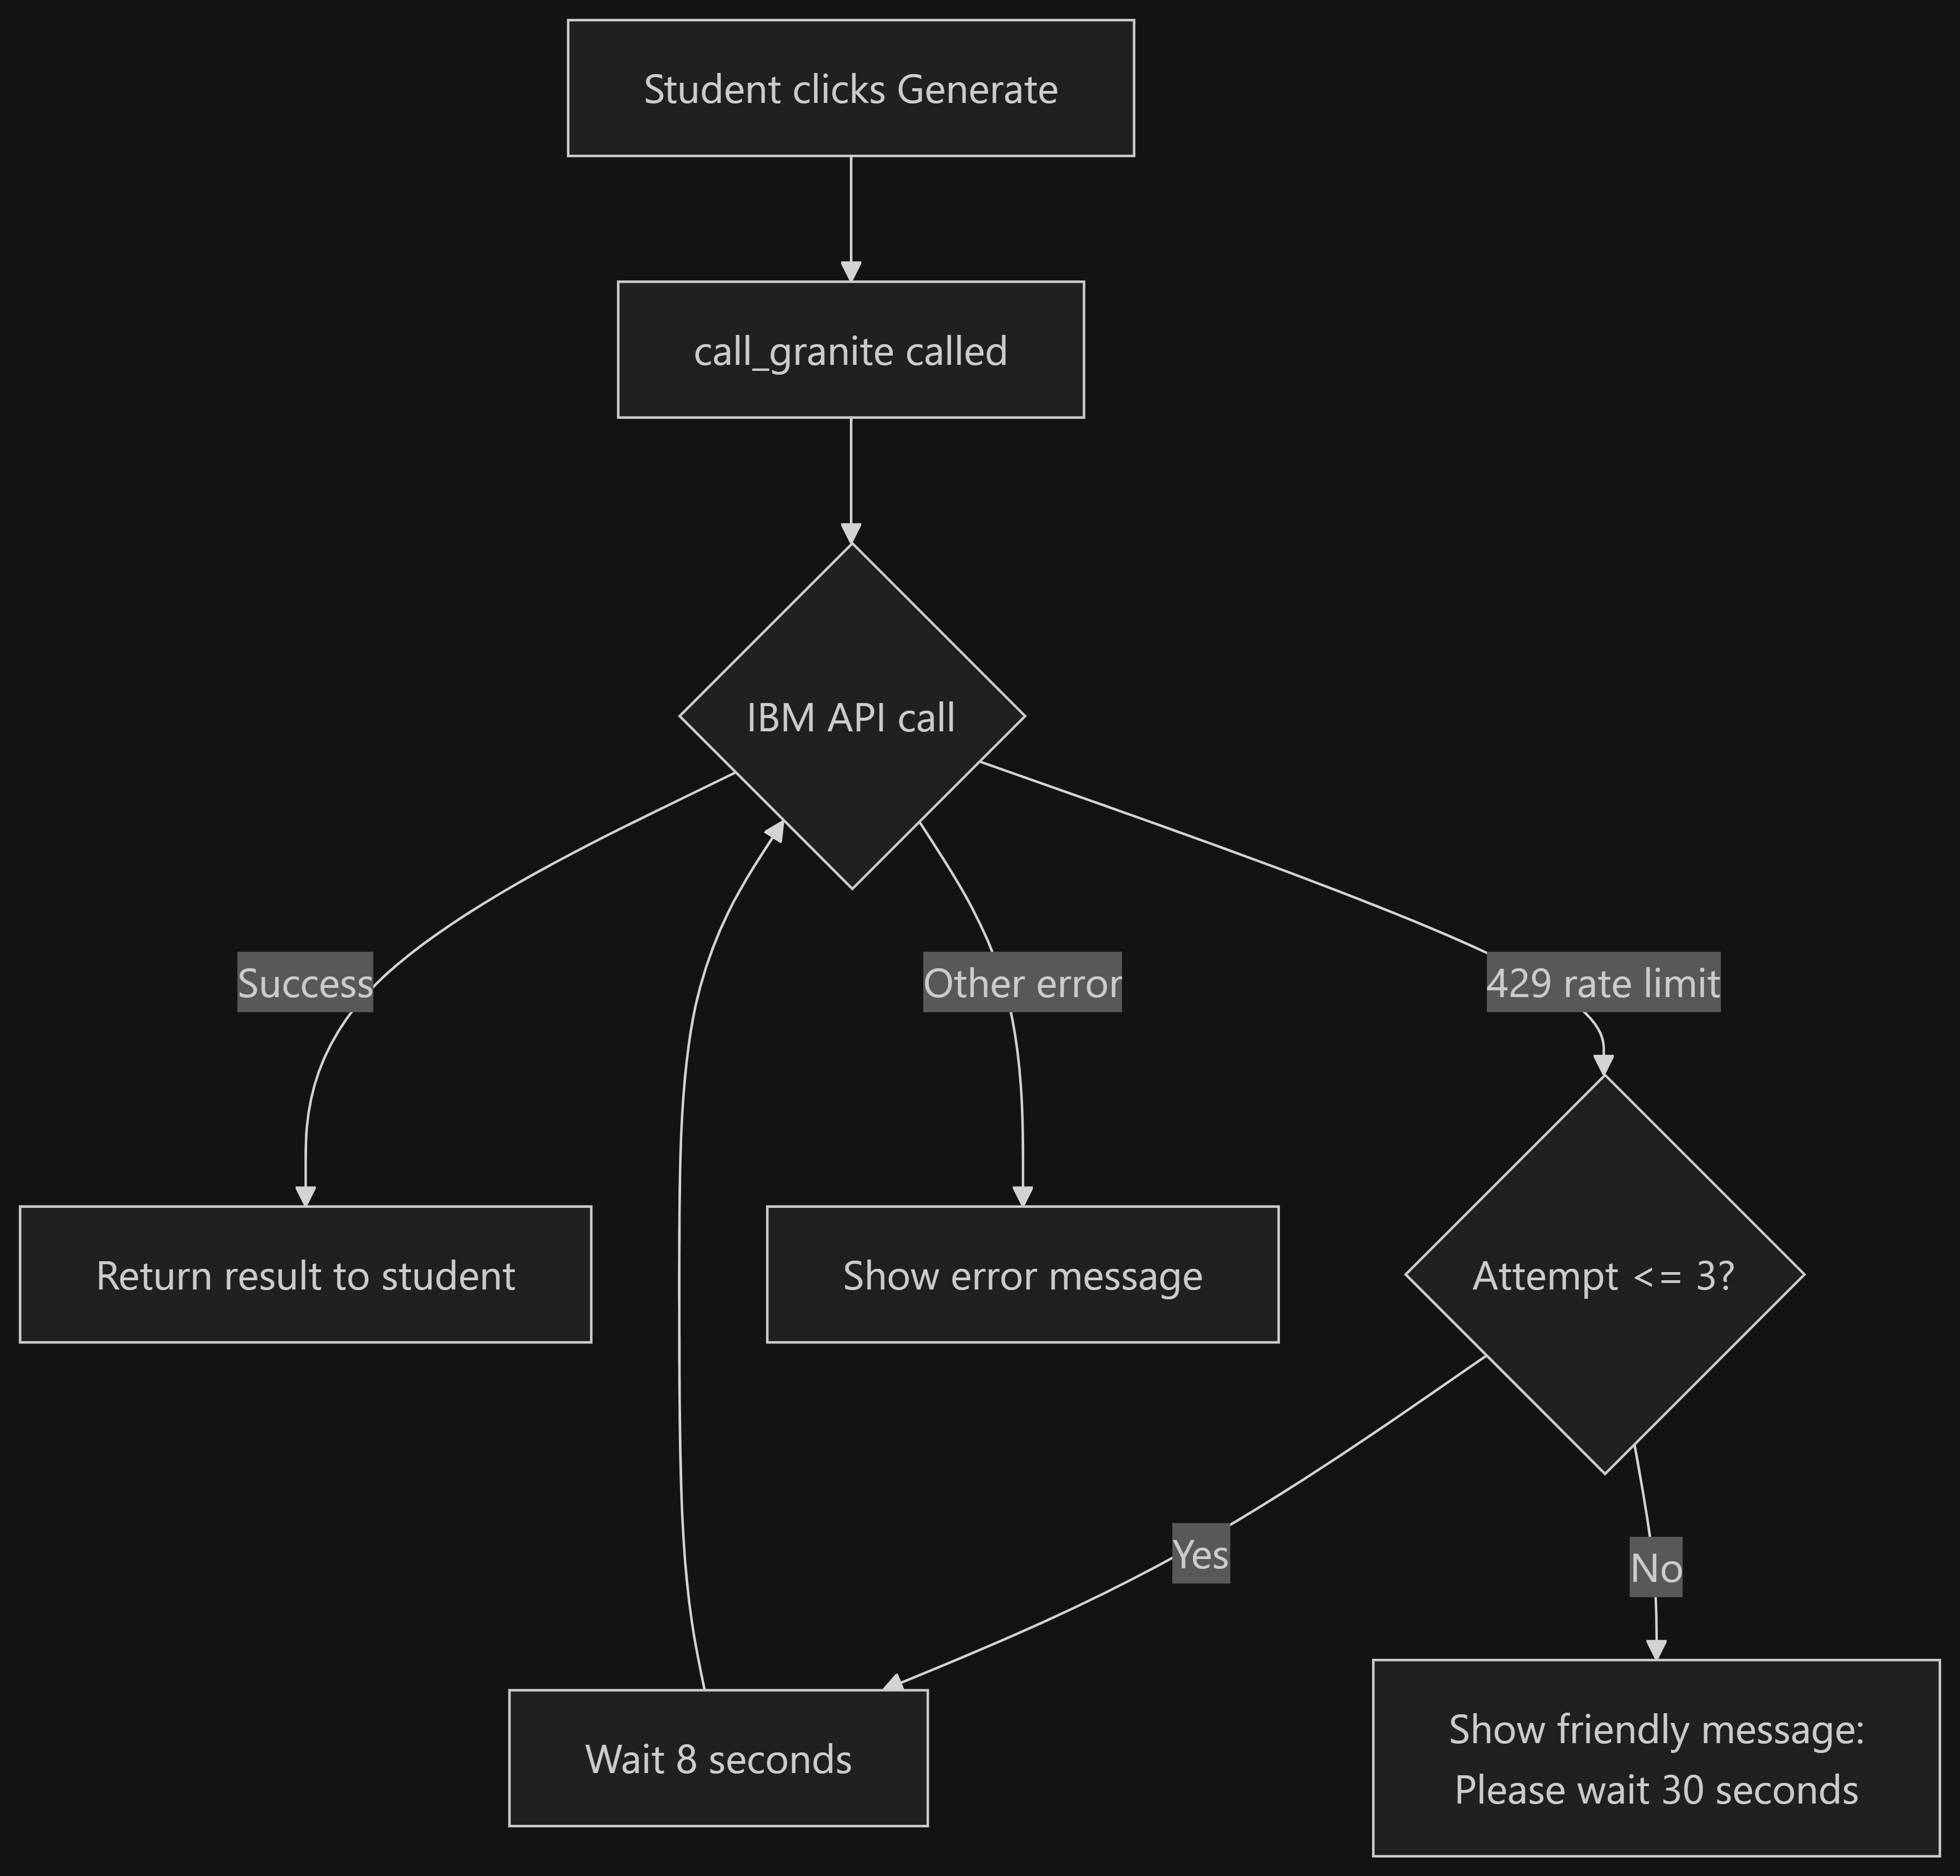 Student clicks Generate
call_granite called
IBM API call
Success
Other error
429 rate limit
Return result to student
Show error message
Attempt <= 3?
Yes
No
Wait 8 seconds
Show friendly message:
Please wait 30 seconds